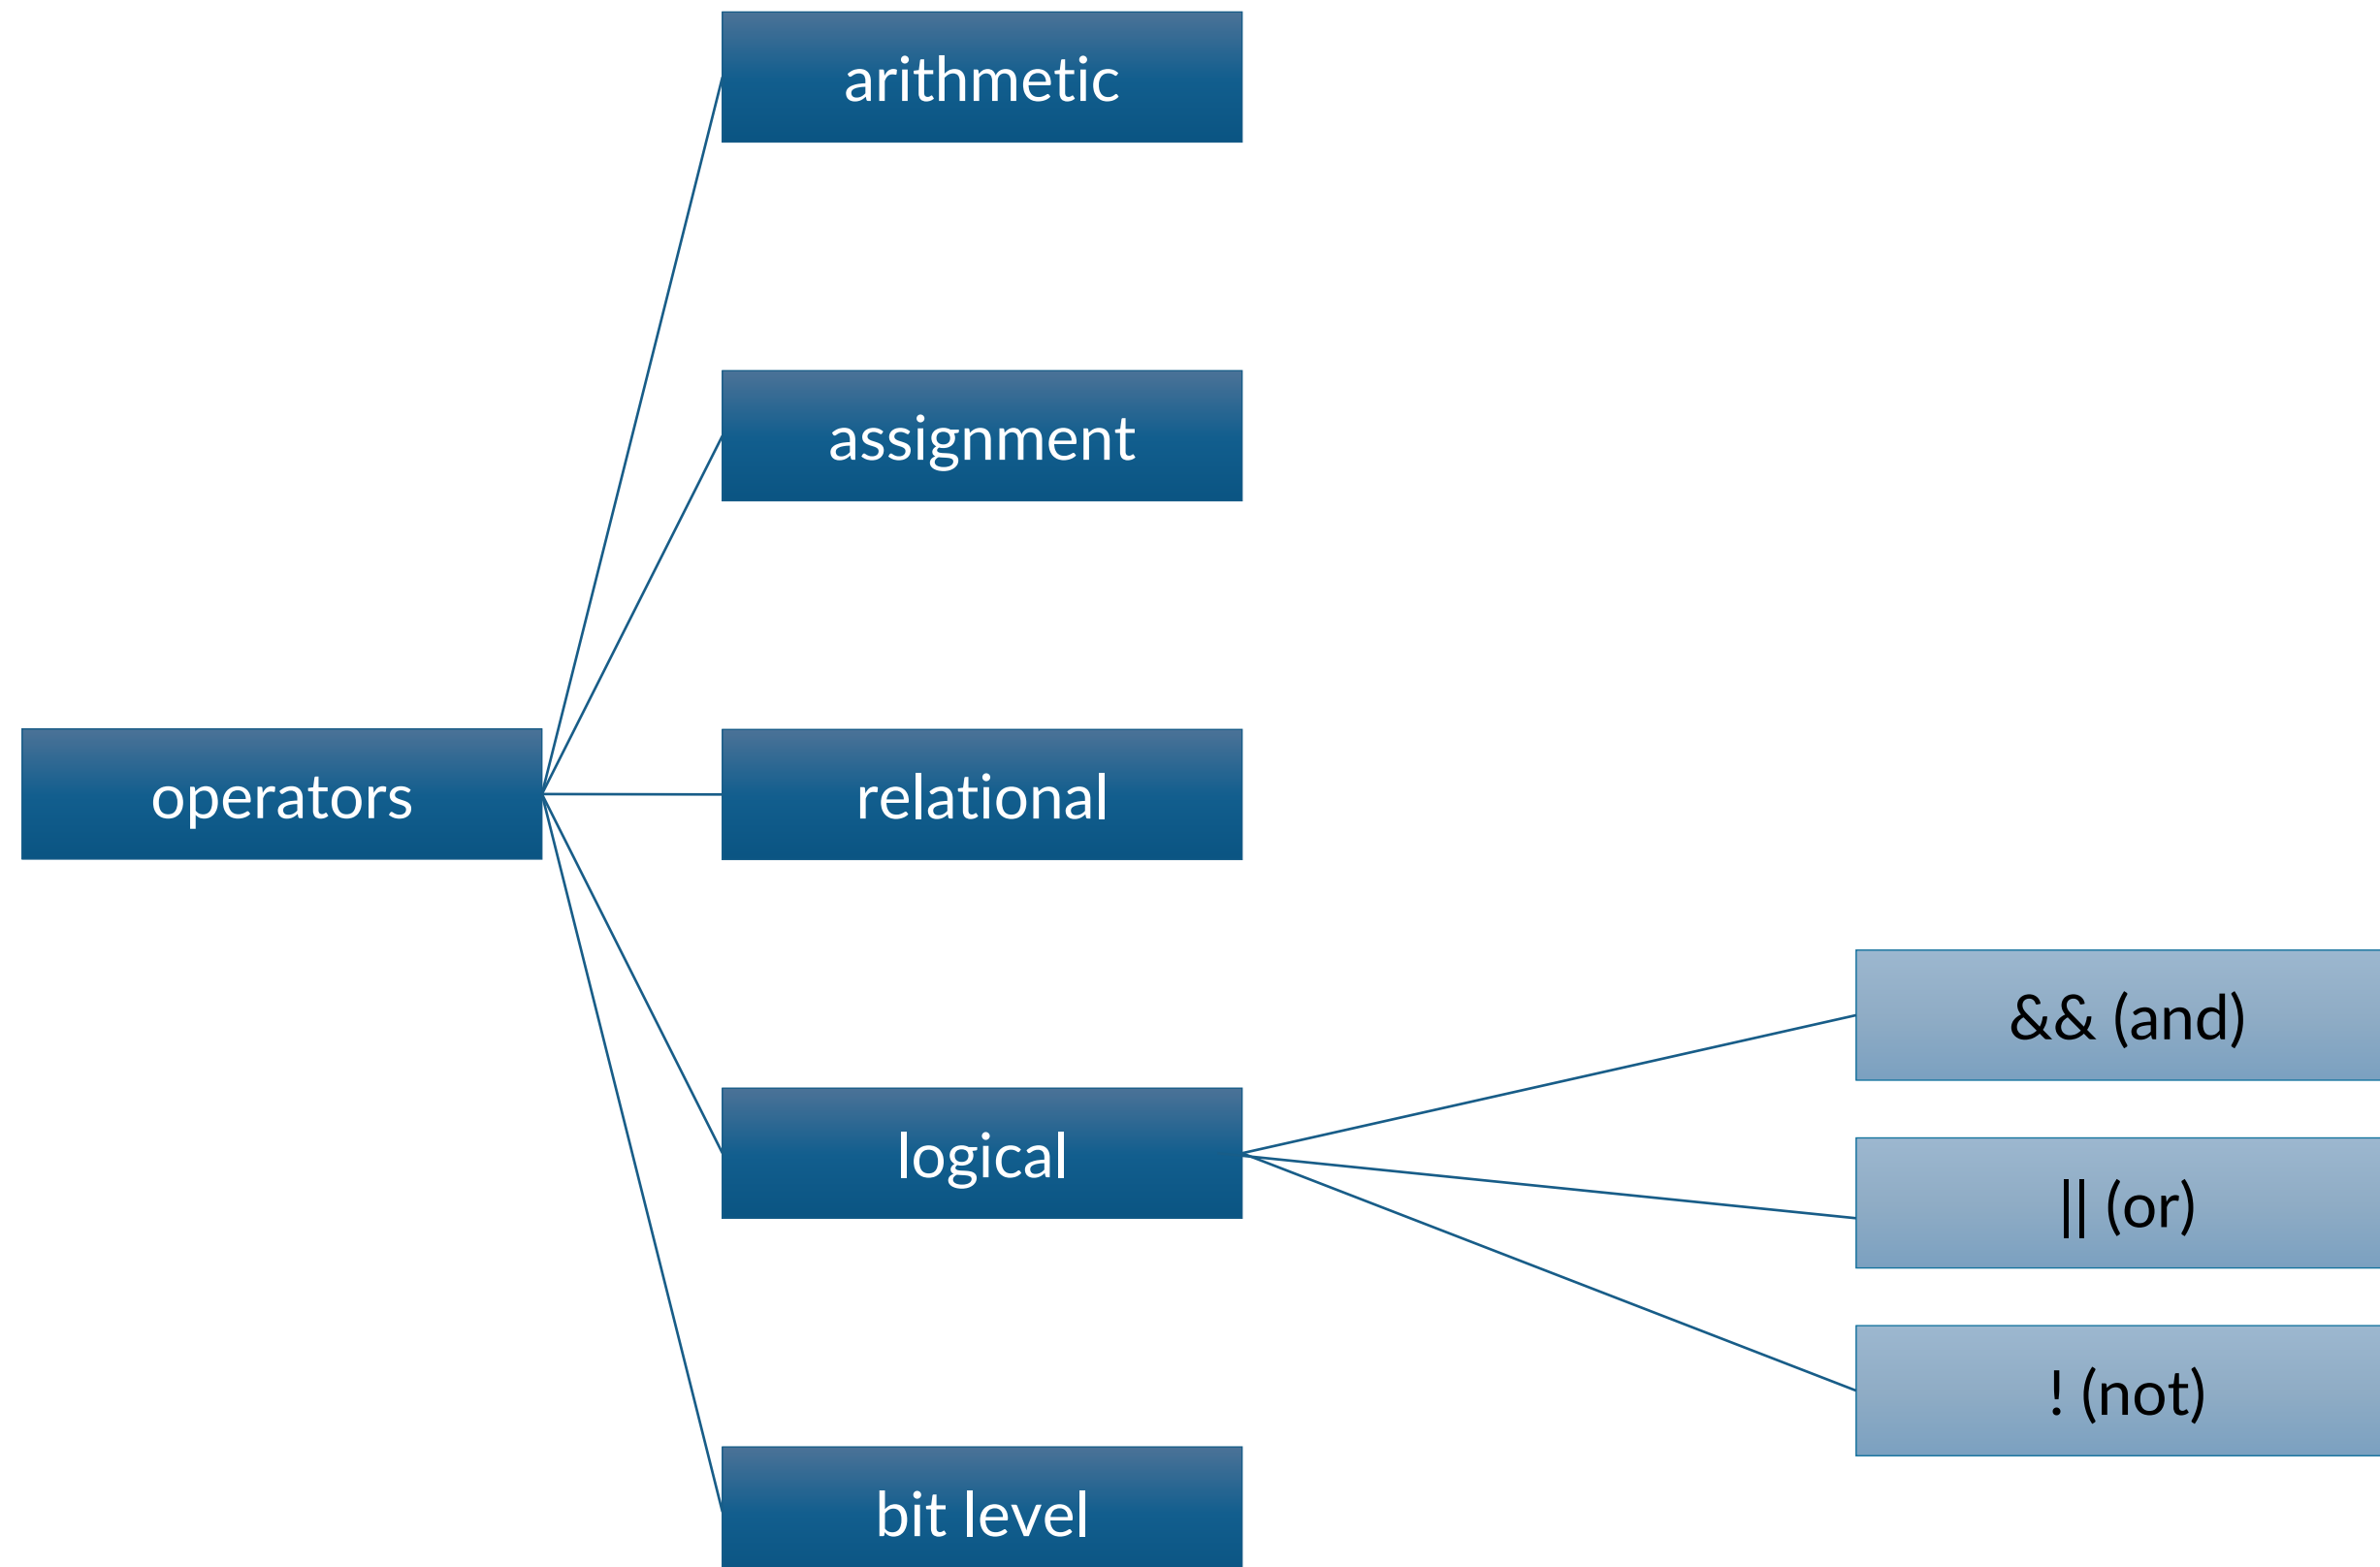 arithmetic
assignment
operators
relational
logical
&& (and)
|| (or)
! (not)
bit level